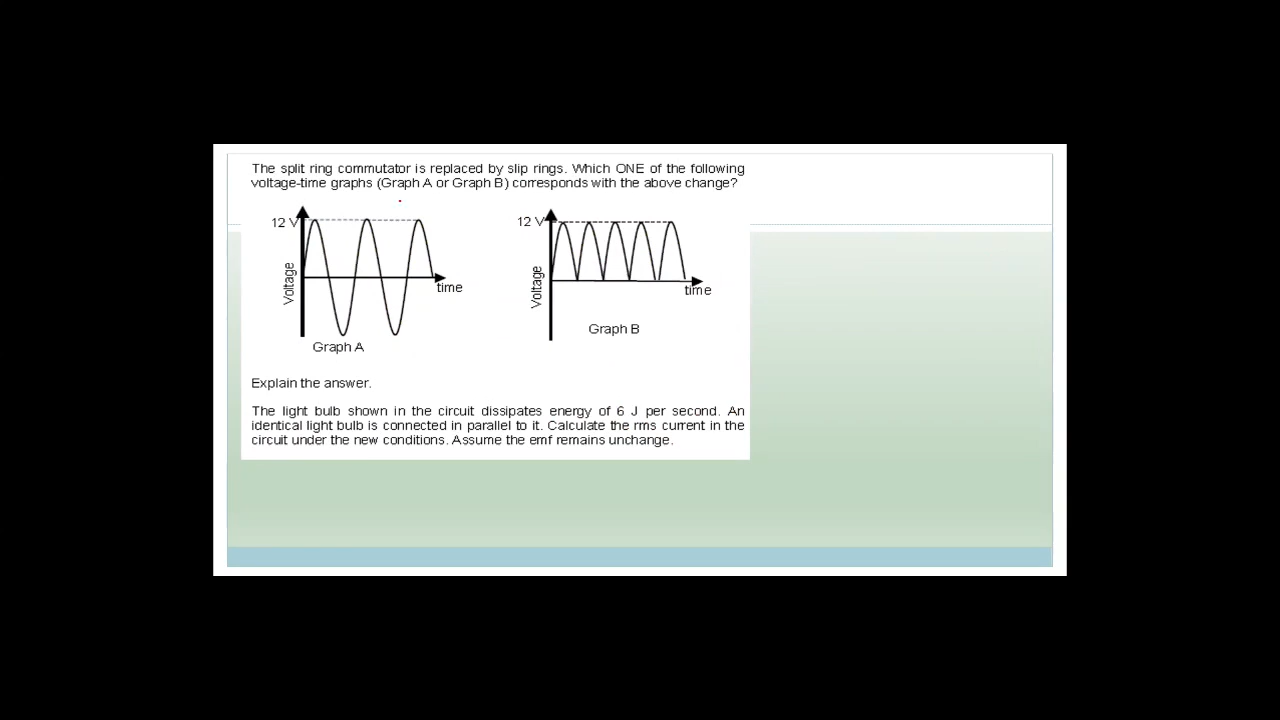 The split ring commutator is replaced by slip rings. Which ONE of the following
voltage-time graphs (Graph A or Graph B) corresponds with the above change?
12 V
12 V
Voltage
time
Voltage
time
Graph A
Graph B
Explain the answer.
The light bulb shown in the circuit dissipates energy of 6 J per second. An
identical light bulb is connected in parallel to it. Calculate the rms current in the
circuit under the new conditions. Assume the emf remains unchange.